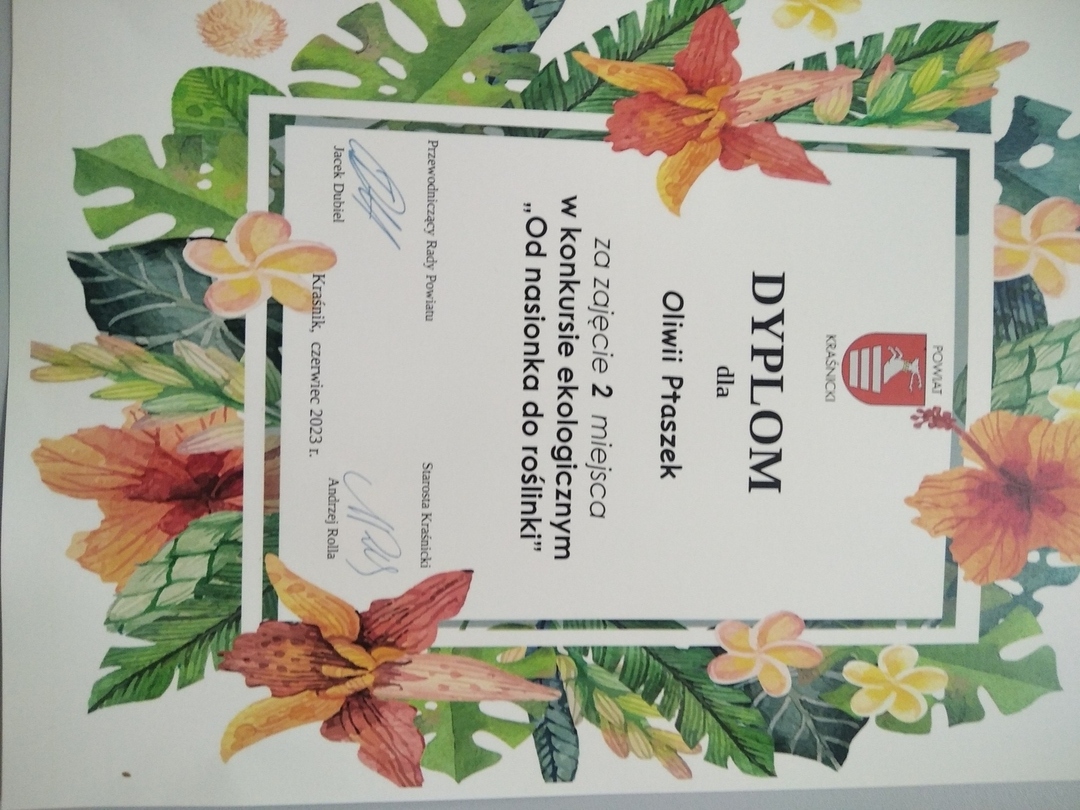 POWIAT
KRAŚNICKI
DYPLOM
dla
Oliwii Ptaszek
za zajęcie 2 miejsca
w konkursie ekologicznym
„Od nasionka do roślinki”
Przewodniczący Rady Powiatu
Jacek Dubiel
Starosta Kraśnicki
Andrzej Rolla
Kraśnik, czerwiec 2023 r.